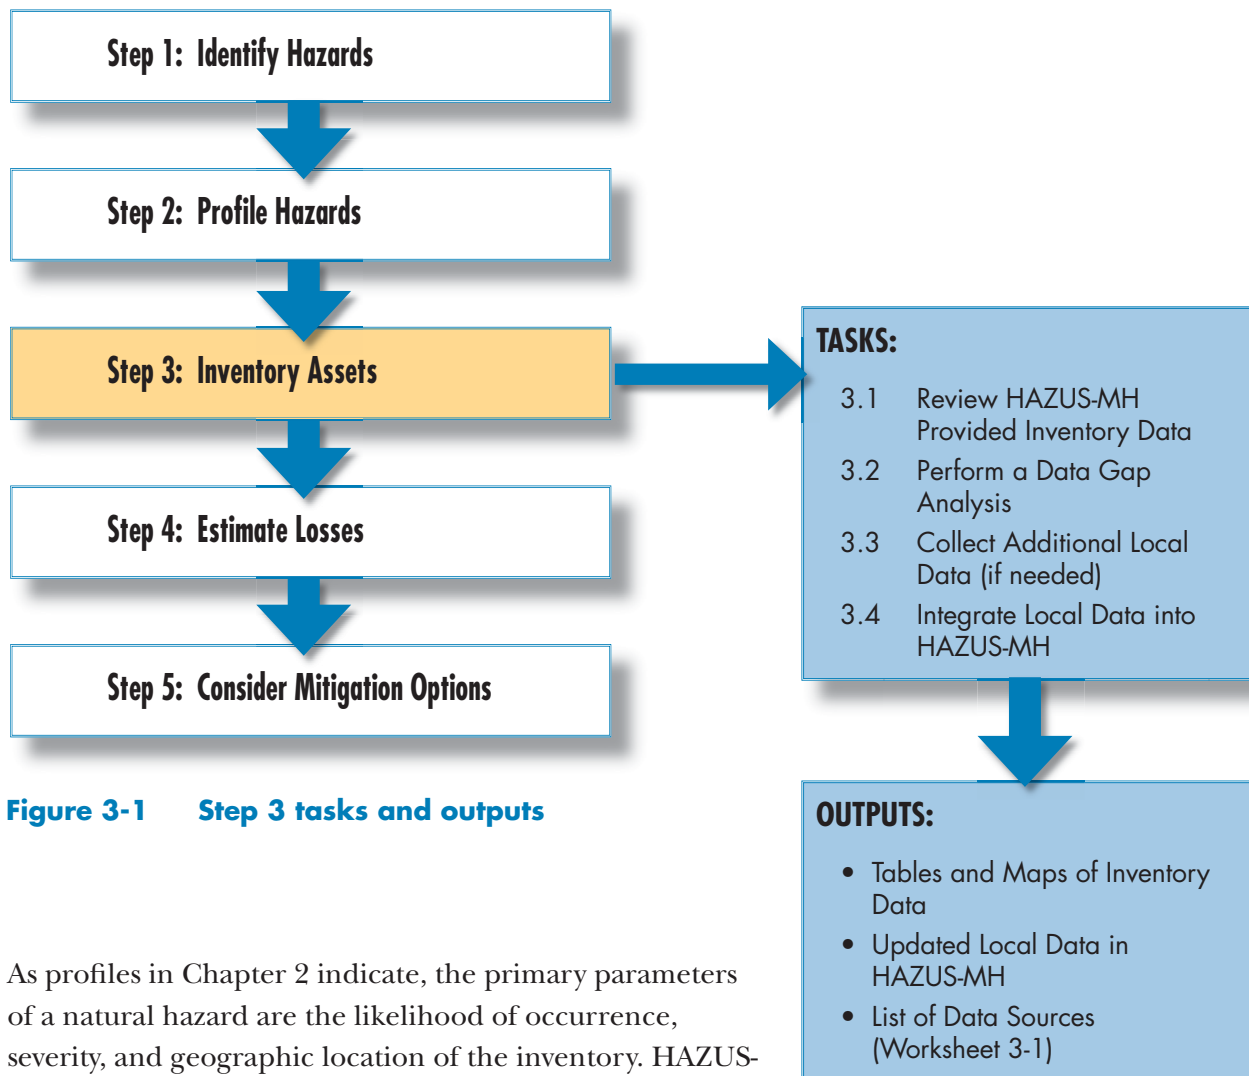 Step 1: Identify Hazards
Step 2: Profile Hazards
Step 3: Inventory Assets
Step 4: Estimate Losses
Step 5: Consider Mitigation Options
TASKS:
3.1 Review HAZUS-MH
Provided Inventory Data
3.2 Perform a Data Gap
Analysis
3.3 Collect Additional Local
Data (if needed)
3.4 Integrate Local Data into
HAZUS-MH
OUTPUTS:
• Tables and Maps of Inventory
Data
• Updated Local Data in
HAZUS-MH
• List of Data Sources
(Worksheet 3-1)
Figure 3-1 Step 3 tasks and outputs
As profiles in Chapter 2 indicate, the primary parameters
of a natural hazard are the likelihood of occurrence,
severity, and geographic location of the inventory. HAZUS-